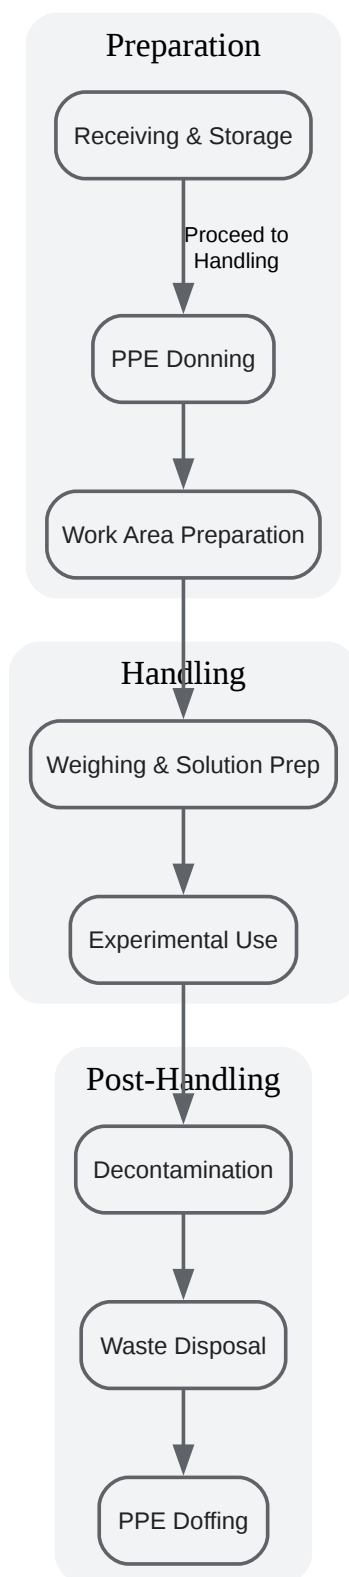 Preparation
Receiving & Storage
Proceed to
Handling
PPE Donning
Work Area Preparation
Handling
Weighing & Solution Prep
Experimental Use
Post-Handling
Decontamination
Waste Disposal
PPE Doffing